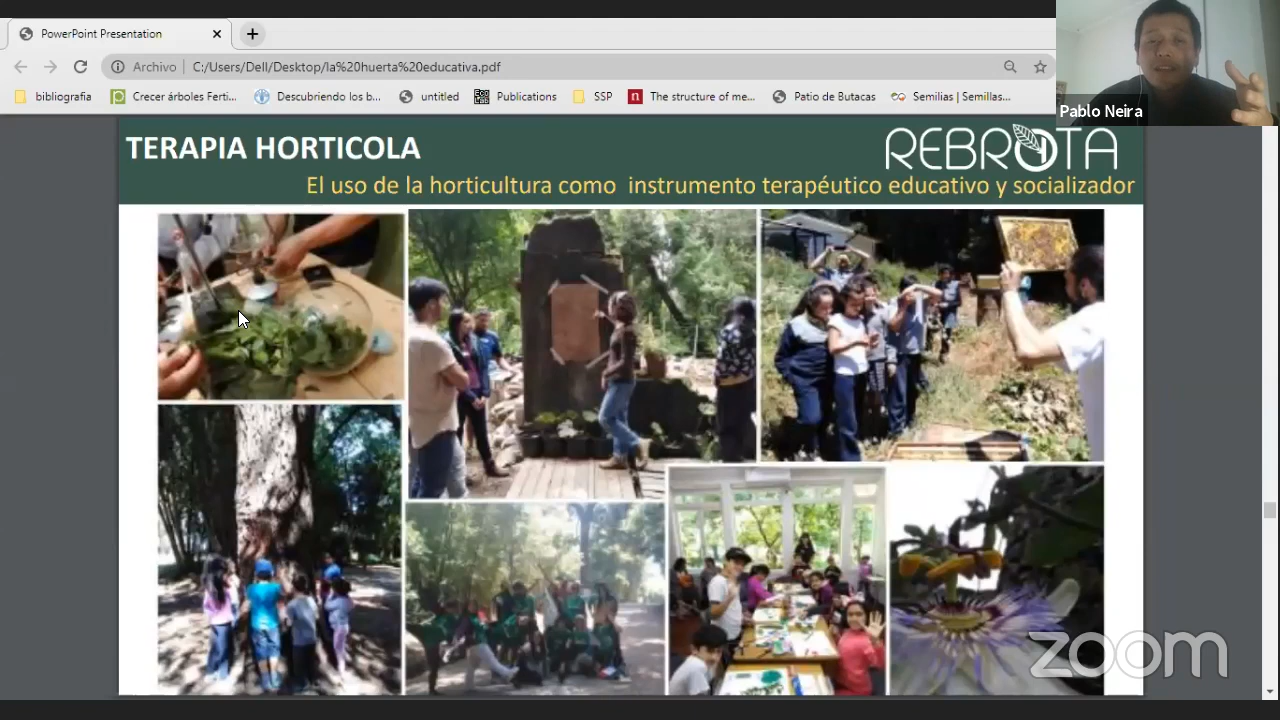 PowerPoint Presentation
Archivo
C:/Users/Dell/Desktop/la%20huerta%20educativa.pdf
bibliografia
Crecer árboles Ferti...
Descubriendo los b...
untitled
Publications
SSP
The structure of me...
Patio de Butacas
Semilias | Semillas...
Pablo Neira
TERAPIA HORTICOLA
REBROTA
El uso de la horticultura como instrumento terapéutico educativo y socializador
zoom